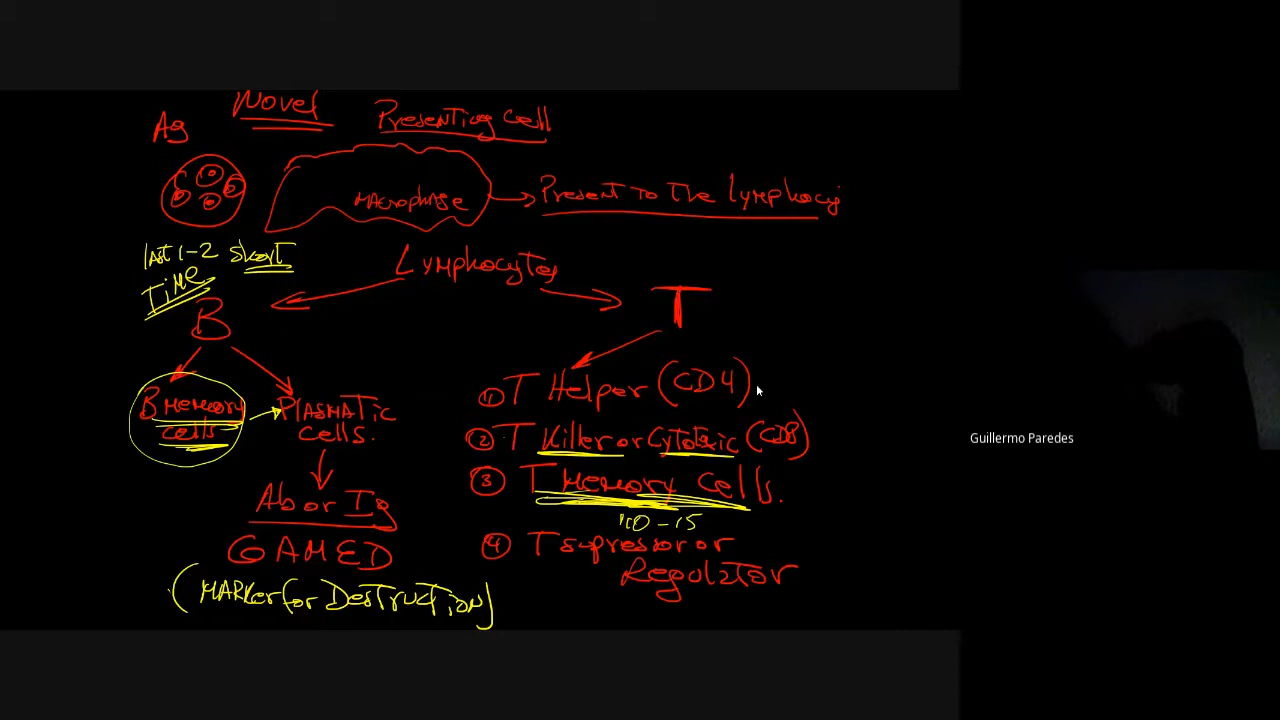 Novel
Ag
Presenting cell
Macrophage
Present to the Lymphocy
last 1-2 short
Time
Lymphocytes
B
T
B memory
cells
Plasmatic
cells.
① T Helper (CD4)
② T Killer or Cytotoxic (CD8)
③ T Memory Cells.
10-15
④ T supressor or
Regulator
Ab or Ig
GAMED
(Marker for Destruction)
Guillermo Paredes